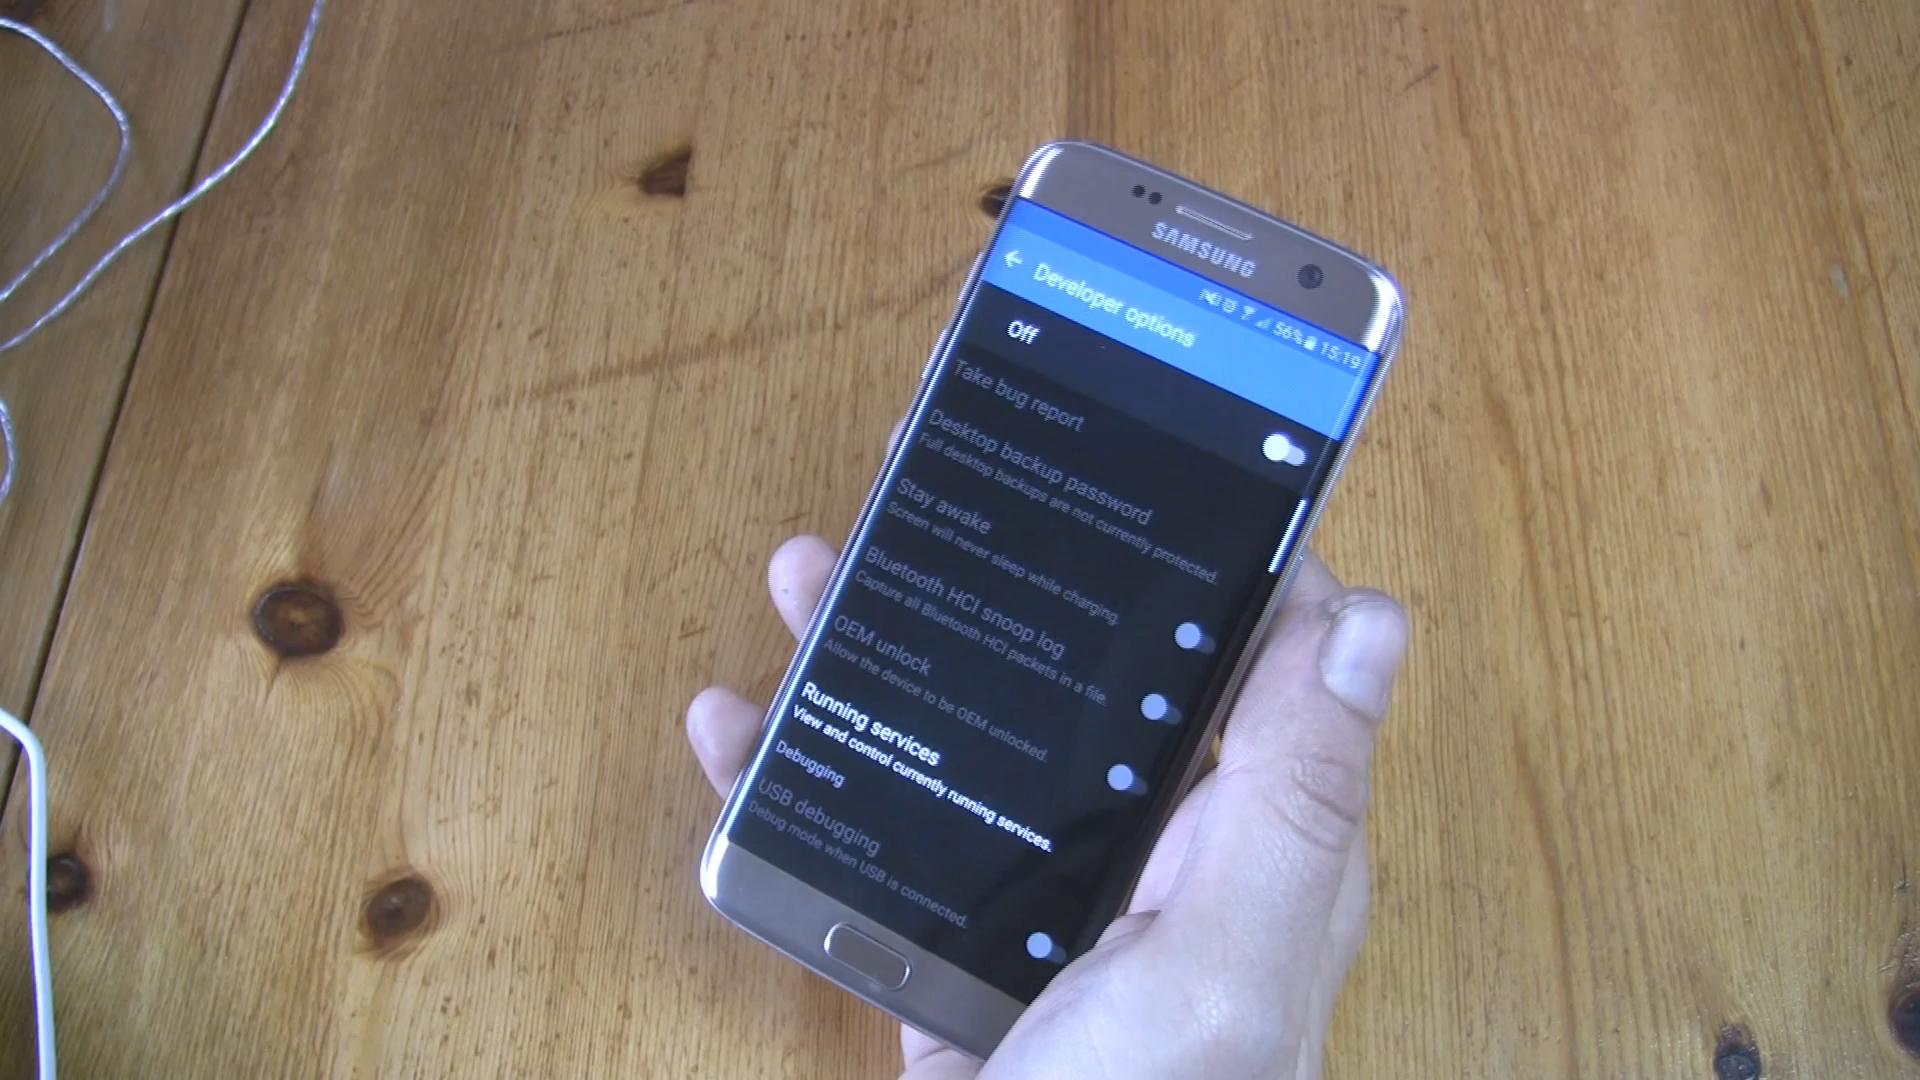 SAMSUNG
56% 15:19
Developer options
Off
Take bug report
Desktop backup password
Full desktop backups are not currently protected.
Stay awake
Screen will never sleep while charging.
Bluetooth HCI snoop log
Capture all Bluetooth HCI packets in a file.
OEM unlock
Allow the device to be OEM unlocked.
Running services
View and control currently running services.
Debugging
USB debugging
Debug mode when USB is connected.